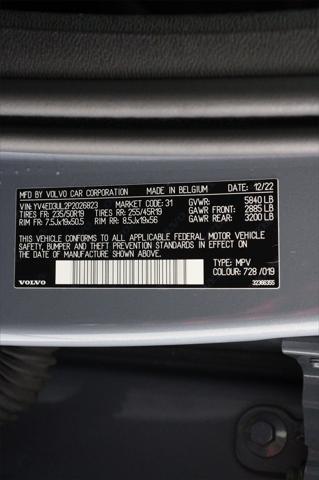 MFD BY VOLVO CAR CORPORATION MADE IN BELGIUM DATE: 12/22
VIN: YV4ED3UL2P2026823 MARKET CODE: 31 GVWR: 5840 LB
TIRES FR: 235/50R19 TIRES RR: 255/45R19 GAWR FRONT: 2885 LB
RIM FR: 7.5Jx19x50.5 RIM RR: 8.5Jx19x56 GAWR REAR: 3200 LB
THIS VEHICLE CONFORMS TO ALL APPLICABLE FEDERAL MOTOR VEHICLE
SAFETY, BUMPER AND THEFT PREVENTION STANDARDS IN EFFECT ON THE
DATE OF MANUFACTURE SHOWN ABOVE.
TYPE: MPV
COLOUR: 728 /019
VOLVO 32366355